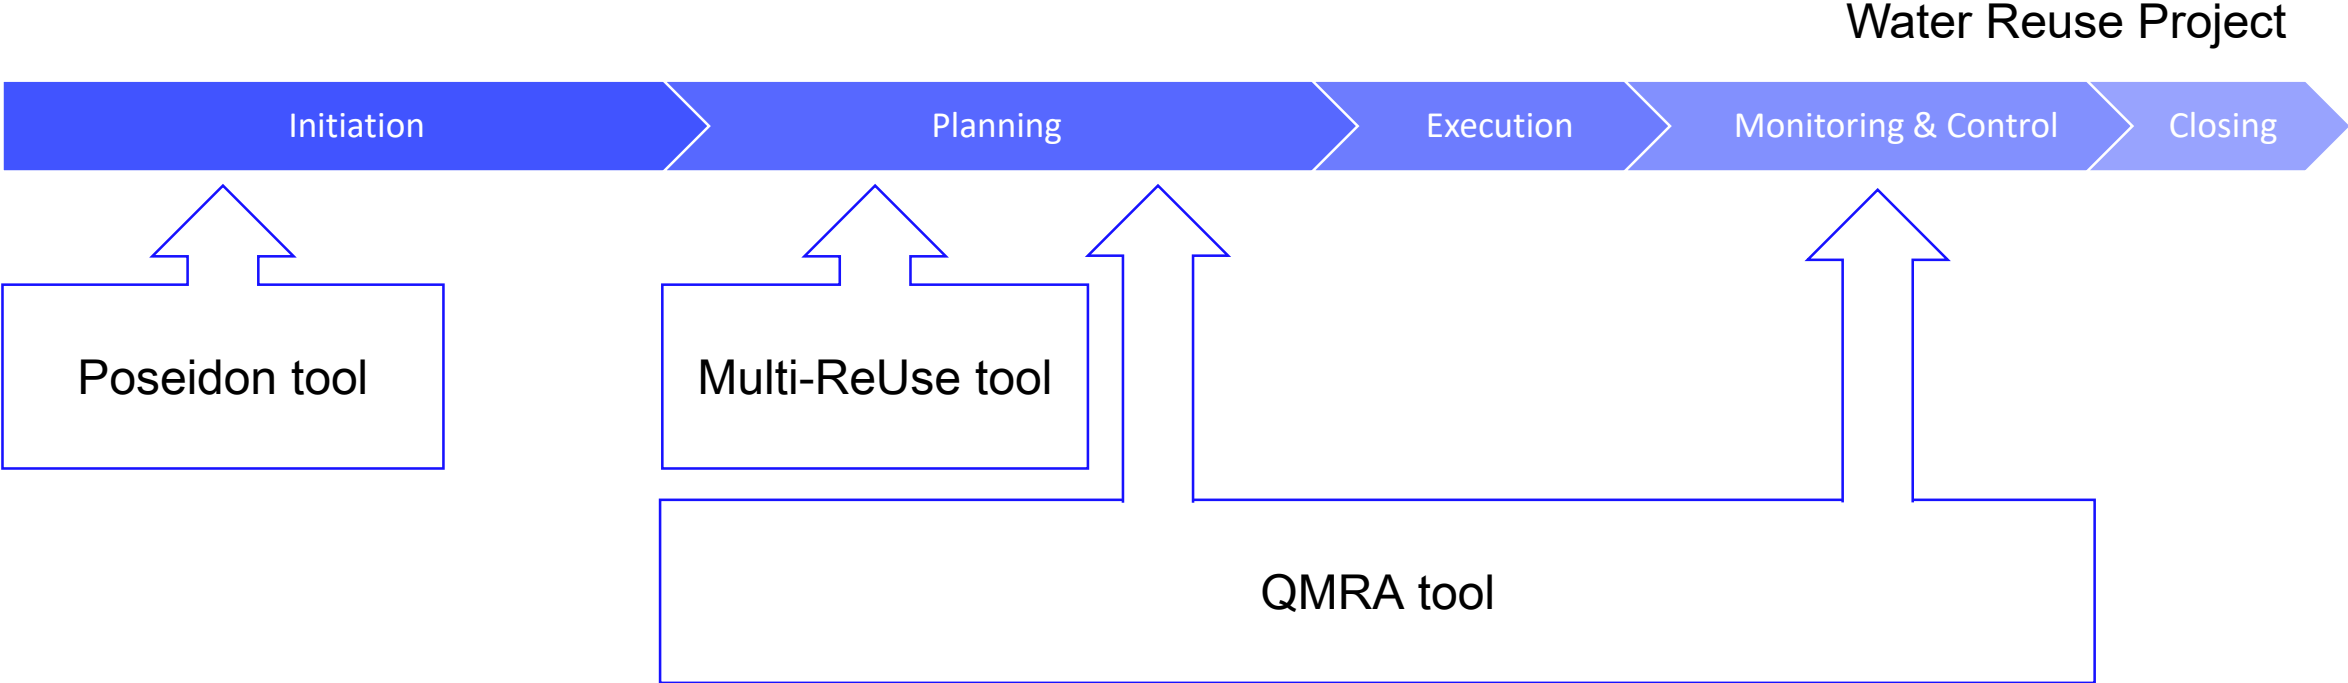 Water Reuse Project
Initiation
Planning
Execution
Monitoring & Control
Closing
Poseidon tool
Multi-ReUse tool
QMRA tool